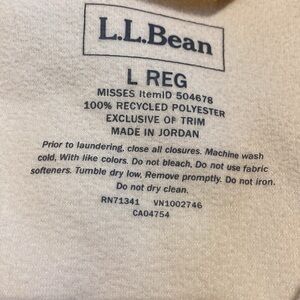 L.L.Bean
L REG
MISSES ItemID 504678
100% RECYCLED POLYESTER
EXCLUSIVE OF TRIM
MADE IN JORDAN
Prior to laundering, close all closures. Machine wash
cold. With like colors. Do not bleach. Do not use fabric
softeners. Tumble dry low. Remove promptly. Do not iron.
Do not dry clean.
RN71341 VN1002746
CA04754